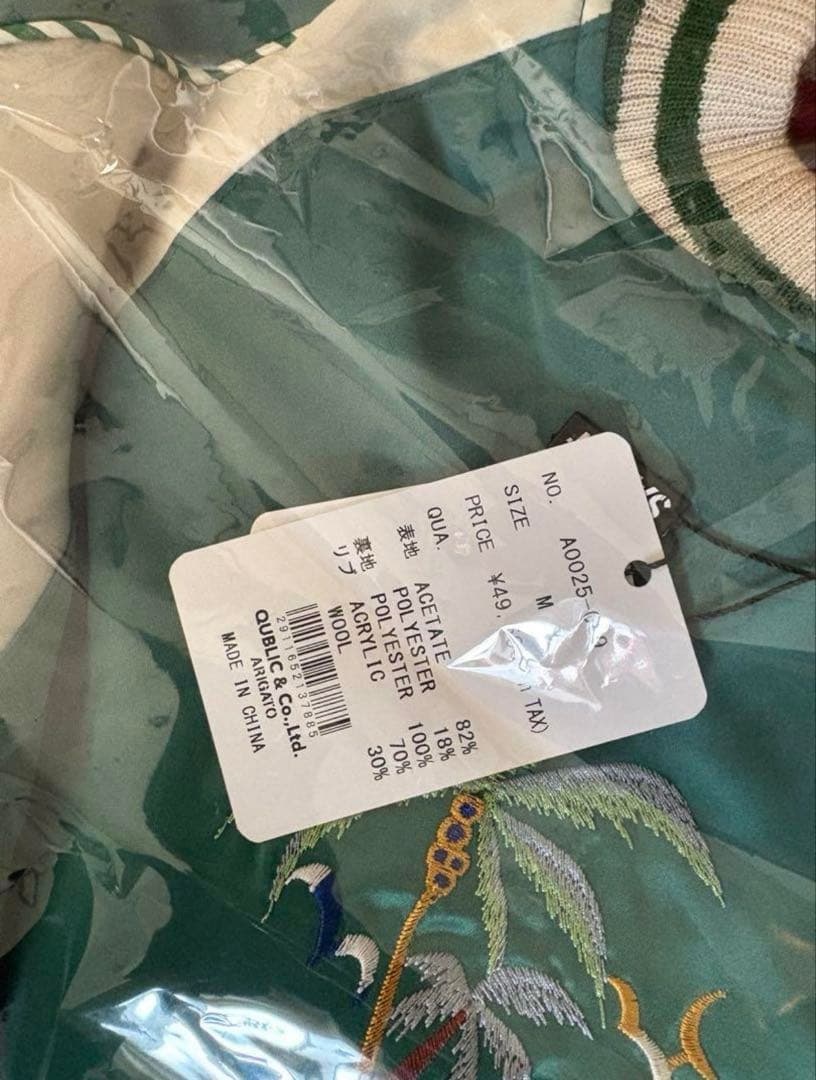 NO. A0025
SIZE M
PRICE ¥49, TAX)
QUA.
表地 ACETATE 82%
POLYESTER 18%
裏地 POLYESTER 100%
リブ ACRYLIC 70%
WOOL 30%
2911652137885
QUBLIC & Co.,Ltd.
ARIGATO
MADE IN CHINA